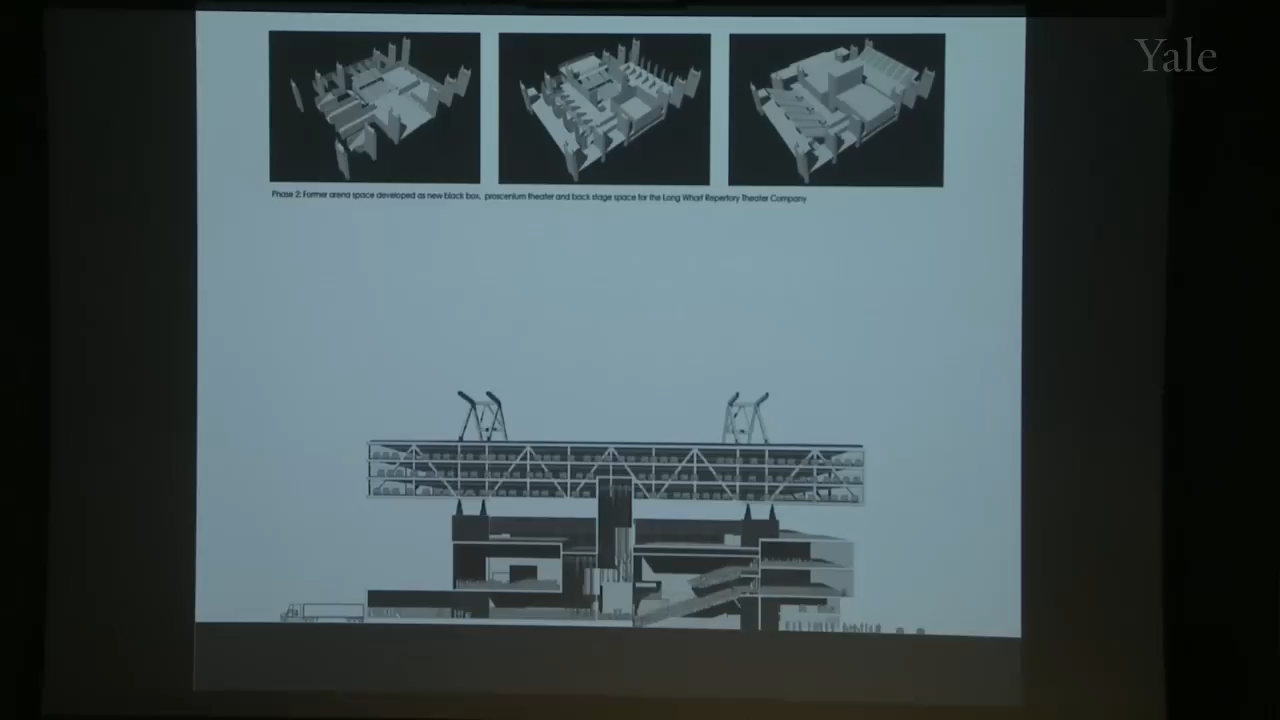 Yale
Phase 2: Former arena space developed as new black box, proscenium theater and back stage space for the Long Wharf Repertory Theater Company